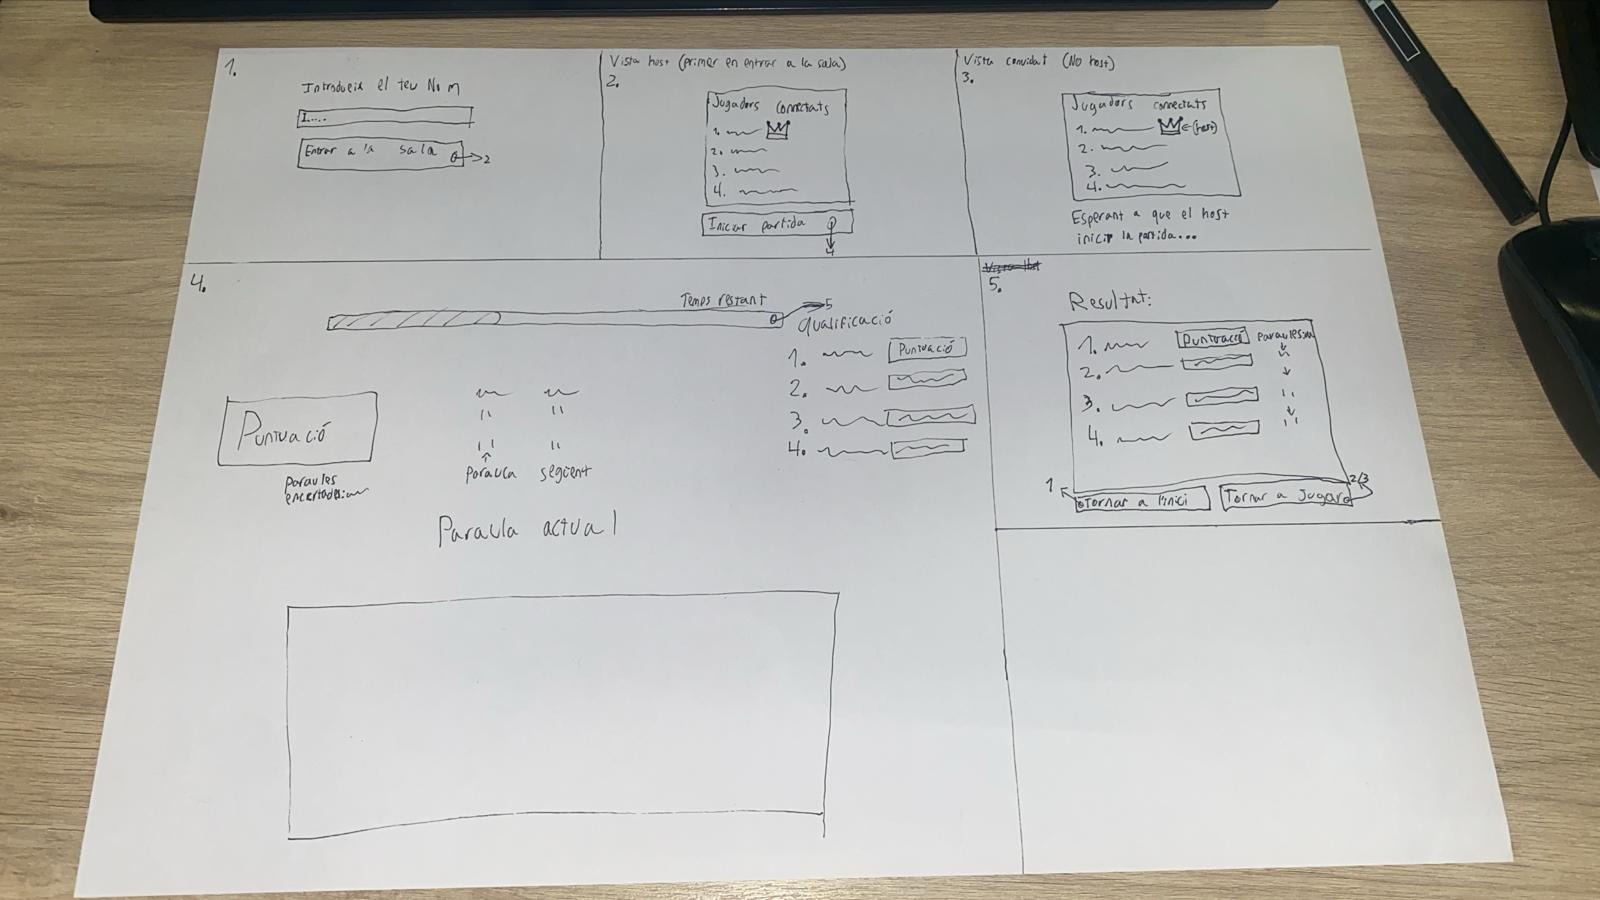 1.
Introdueix el teu Nom
I.....
Entrar a la sala
2
Vista host (primer en entrar a la sala)
2.
Jugadors connectats
1.
2.
3.
4.
Iniciar partida
4
Vista convidat (No host)
3.
Jugadors connectats
1. ←(host)
2.
3.
4.
Esperant a que el host
inicii la partida...
4.
Temps restant
5
Qualificació
1. Puntuació
2.
3.
4.
Puntuació
Paraules
encertades:
" "
" "
Paraula següent
Paraula actual
5.
Resultat:
1. Puntuació Paraules
2.
3. "
4. "
1
Tornar a l'inici
Tornar a Jugar
2/3